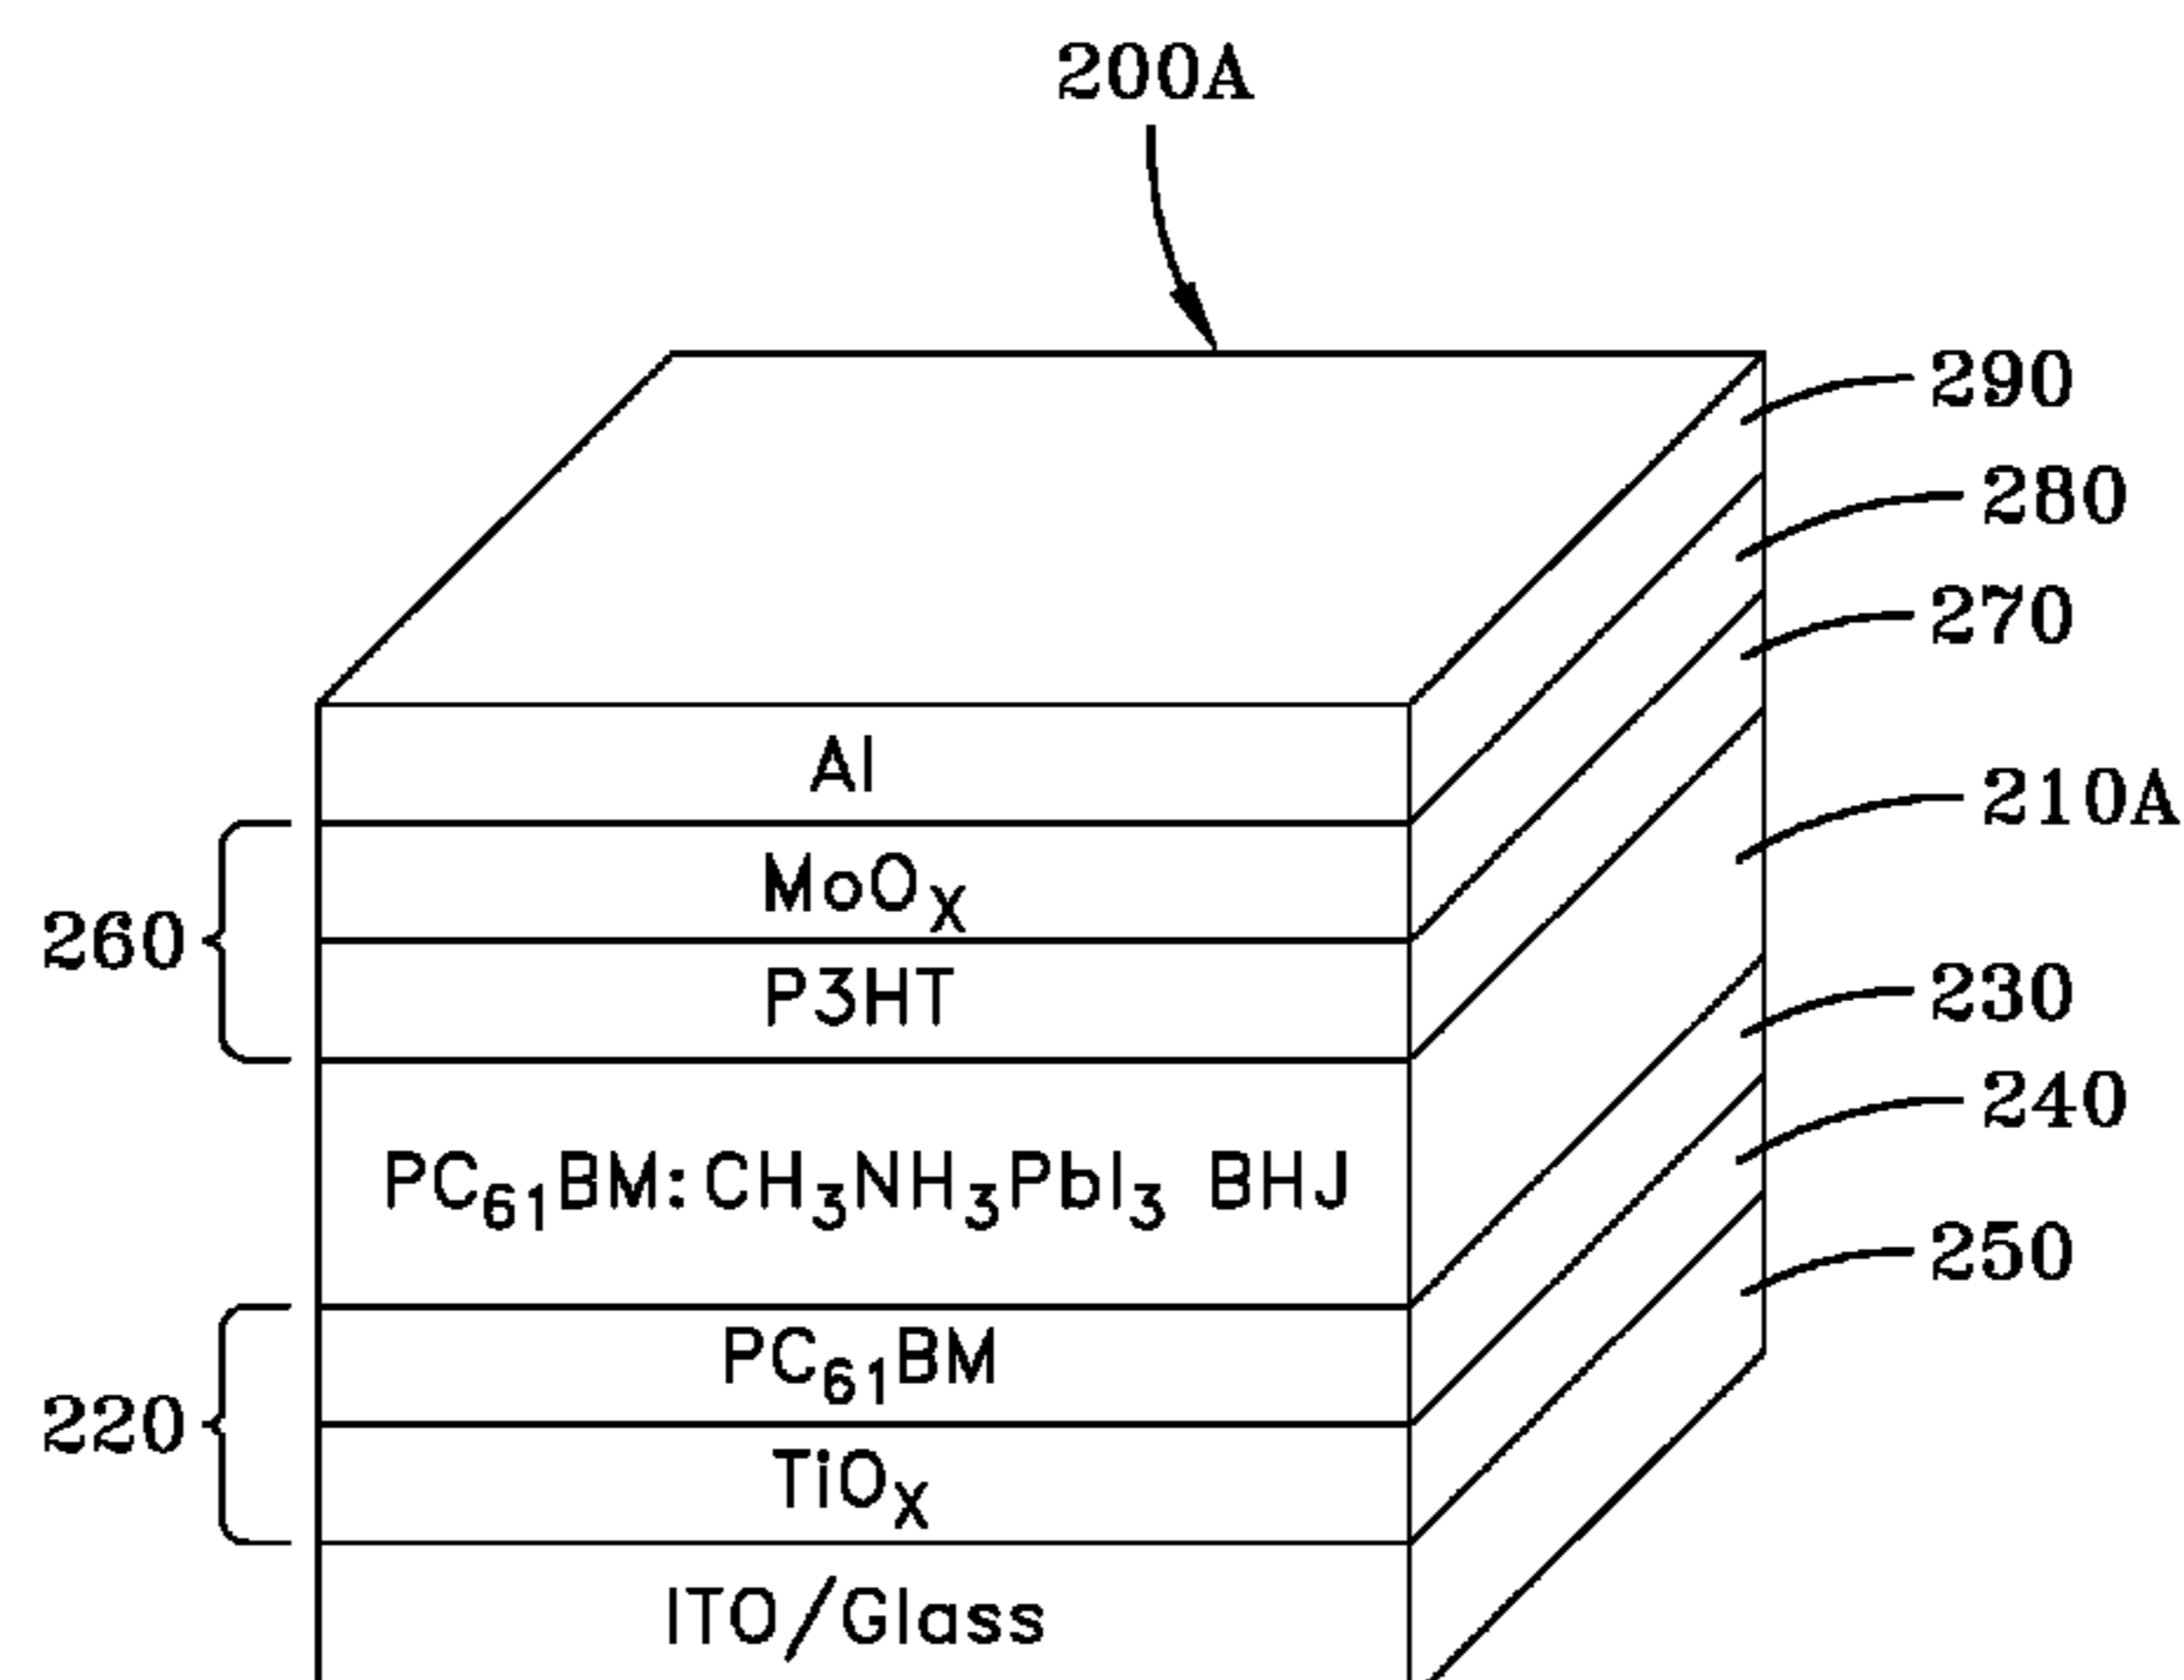 200A
290
280
270
Al
210A
MoOₓ
260
P3HT
230
240
PC₆₁BM:CH₃NH₃PbI₃ BHJ
250
PC₆₁BM
220
TiOₓ
ITO/Glass